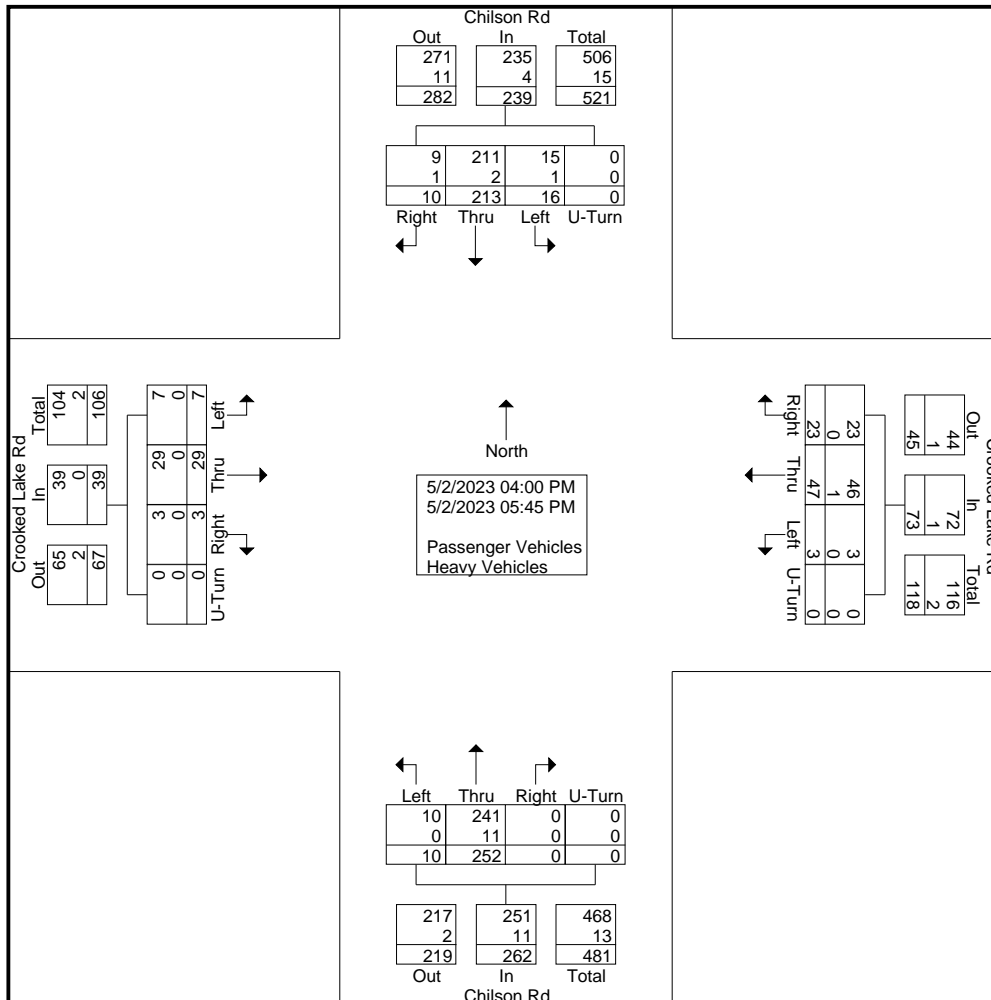 Chilson Rd
Out In Total
271 235 506
11 4 15
282 239 521
9 211 15 0
1 2 1 0
10 213 16 0
Right Thru Left U-Turn
Crooked Lake Rd
Out In Total
65 39 104
2 0 2
67 39 106
Left Thru Right U-Turn
7 29 3 0
0 0 0 0
7 29 3 0
North
5/2/2023 04:00 PM
5/2/2023 05:45 PM
Passenger Vehicles
Heavy Vehicles
Right Thru Left U-Turn
23 46 3 0
0 1 0 0
23 47 3 0
Out In Total
44 72 116
1 1 2
45 73 118
Crooked Lake Rd
Left Thru Right U-Turn
10 241 0 0
0 11 0 0
10 252 0 0
217 251 468
2 11 13
219 262 481
Out In Total
Chilson Rd